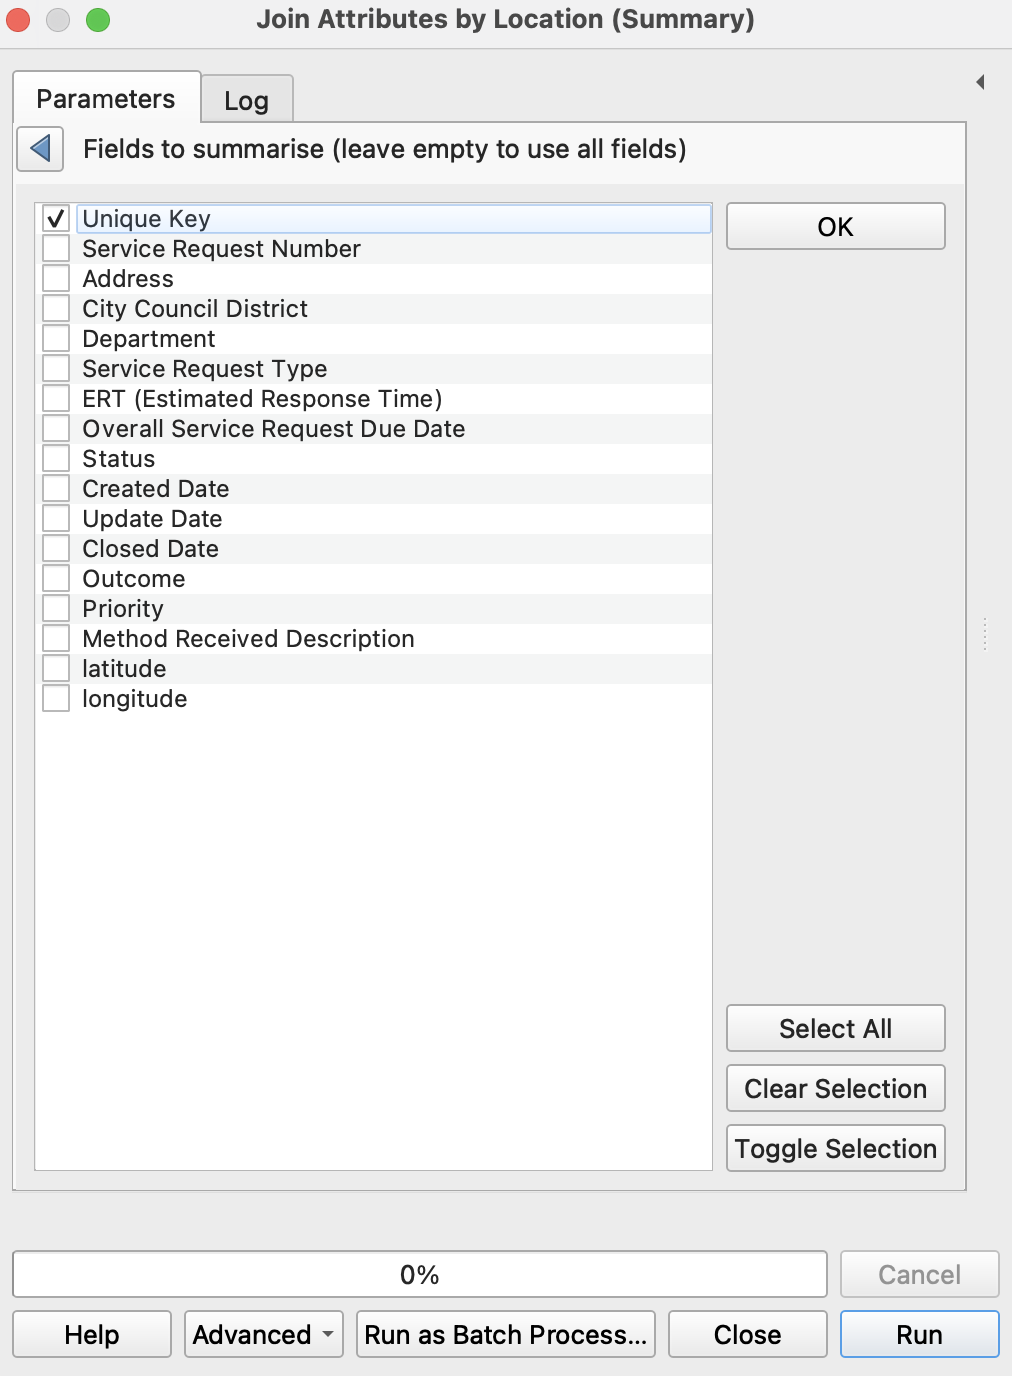 Join Attributes by Location (Summary)
Parameters
Log
Fields to summarise (leave empty to use all fields)
Unique Key
OK
Service Request Number
Address
City Council District
Department
Service Request Type
ERT (Estimated Response Time)
Overall Service Request Due Date
Status
Created Date
Update Date
Closed Date
Outcome
Priority
Method Received Description
latitude
longitude
Select All
Clear Selection
Toggle Selection
0%
Cancel
Help
Advanced
Run as Batch Process...
Close
Run